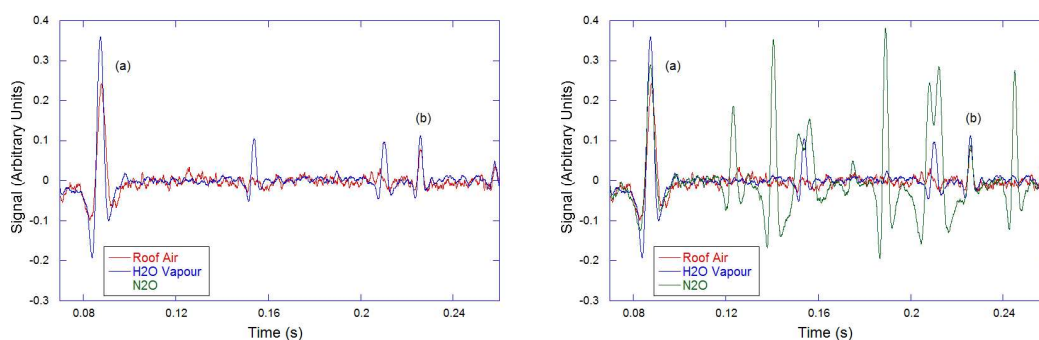 0.4
0.3
0.2
0.1
0
-0.1
-0.2
-0.3
Signal (Arbitrary Units)
(a)
(b)
Roof Air
H2O Vapour
N2O
0.08 0.12 0.16 0.2 0.24
Time (s)
0.4
0.3
0.2
0.1
0
-0.1
-0.2
-0.3
Signal (Arbitrary Units)
(a)
(b)
Roof Air
H2O Vapour
N2O
0.08 0.12 0.16 0.2 0.24
Time (s)